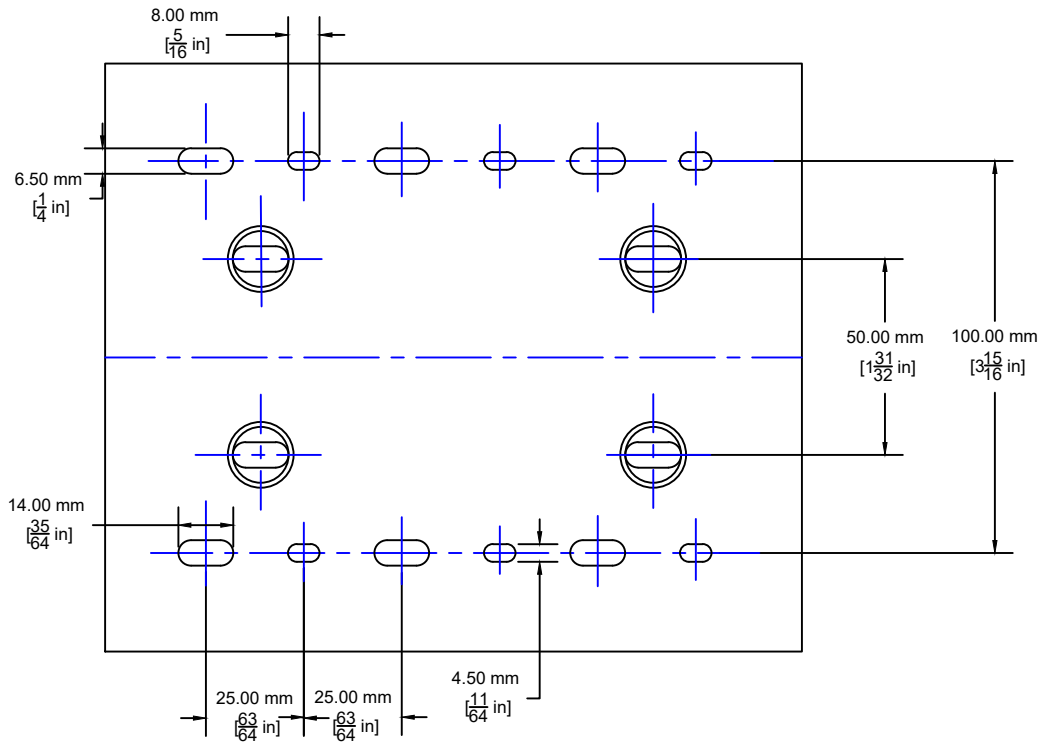 8.00 mm
[5/16 in]
6.50 mm
[1/4 in]
50.00 mm
[1 31/32 in]
100.00 mm
[3 15/16 in]
14.00 mm
[35/64 in]
25.00 mm
[63/64 in]
25.00 mm
[63/64 in]
4.50 mm
[11/64 in]